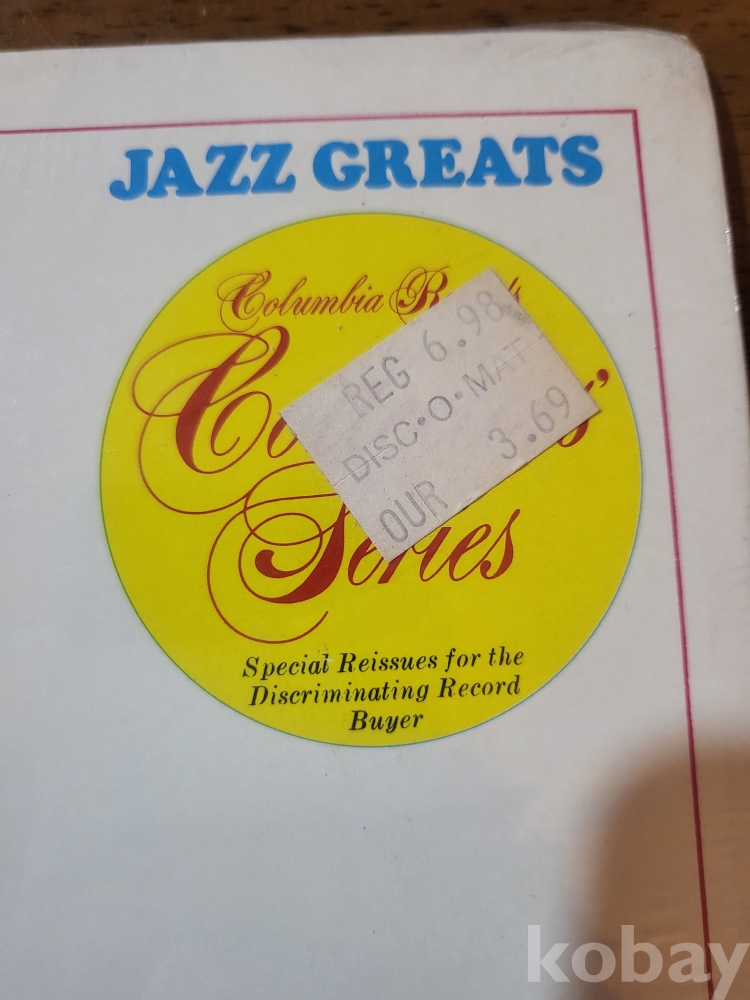 JAZZ GREATS
Columbia
REG 6.98
DISC·O·MAT
OUR 3.69
Series
Special Reissues for the
Discriminating Record
Buyer
kobay